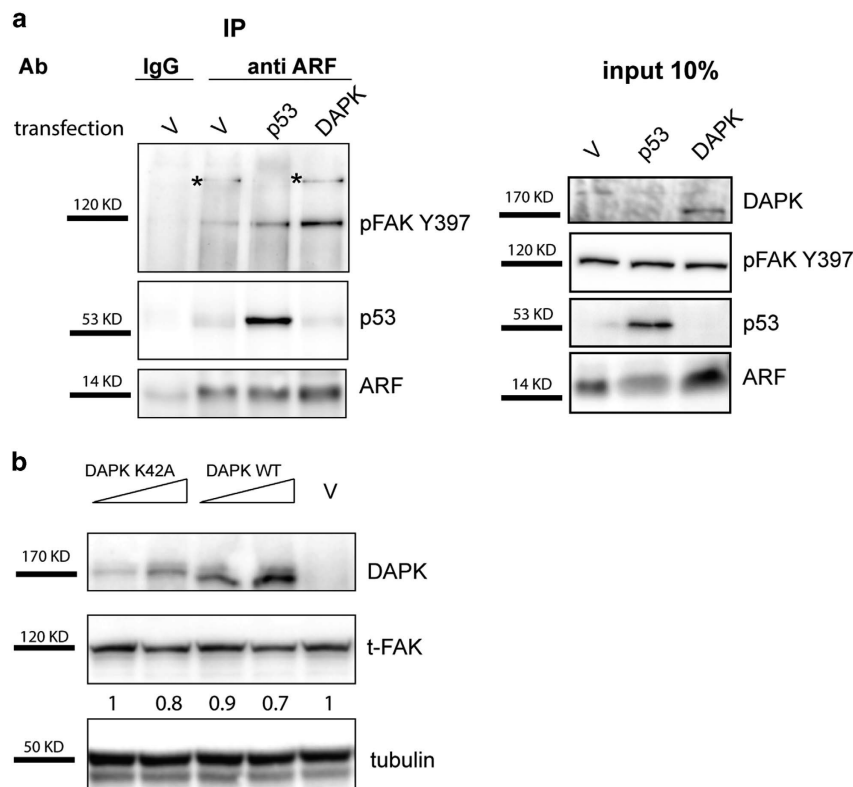 a
IP
Ab IgG anti ARF
transfection V V p53 DAPK
* *
120 KD pFAK Y397
53 KD p53
14 KD ARF
input 10%
V p53 DAPK
170 KD DAPK
120 KD pFAK Y397
53 KD p53
14 KD ARF
b
DAPK K42A DAPK WT V
170 KD DAPK
120 KD t-FAK
1 0.8 0.9 0.7 1
50 KD tubulin